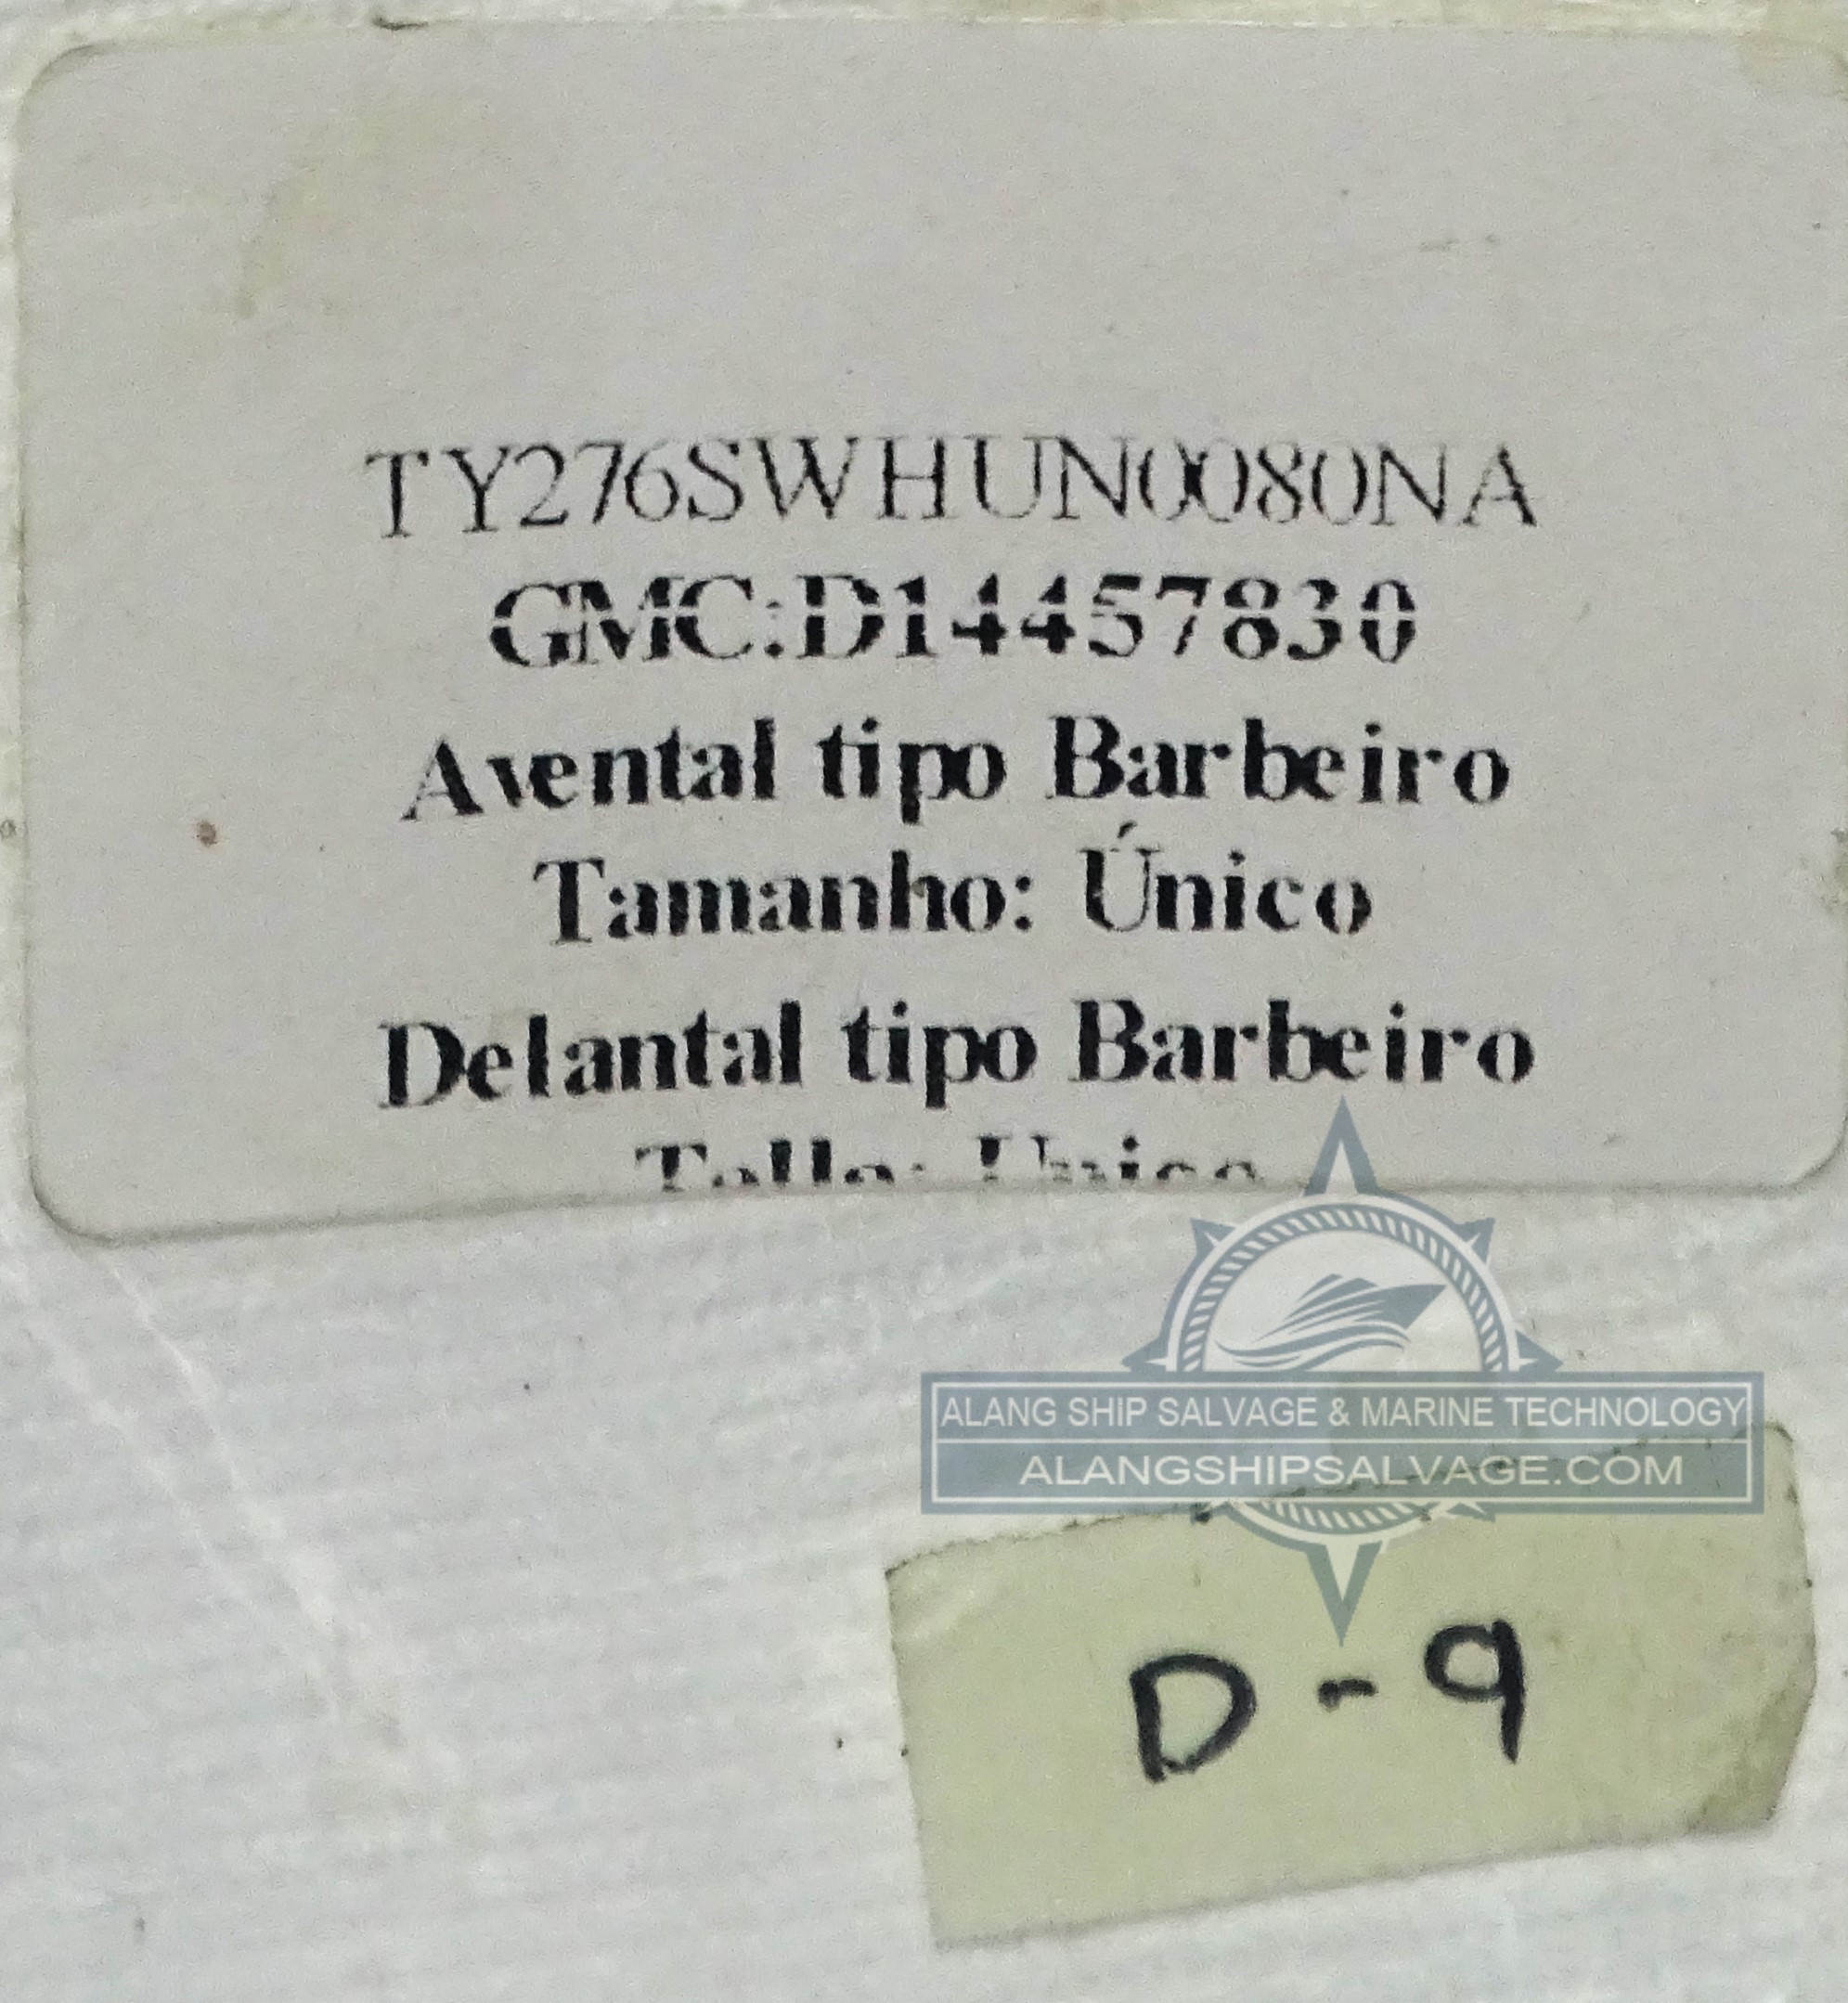 TY276SWHUN0080NA
GMC:D14457830
Avental tipo Barbeiro
Tamanho: Único
Delantal tipo Barbeiro
ALANG SHIP SALVAGE & MARINE TECHNOLOGY
ALANGSHIPSALVAGE.COM
D-9